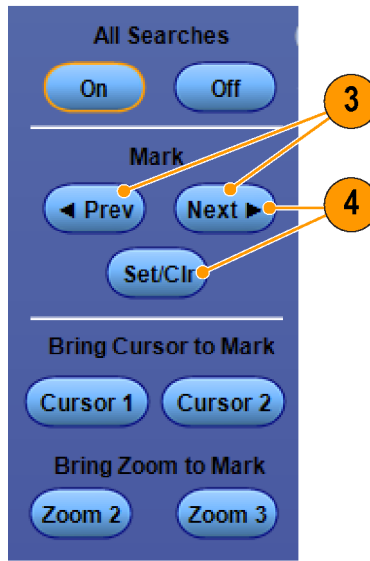 All Searches
On Off
3
Mark
◄ Prev Next ►
4
Set/Clr
Bring Cursor to Mark
Cursor 1 Cursor 2
Bring Zoom to Mark
Zoom 2 Zoom 3